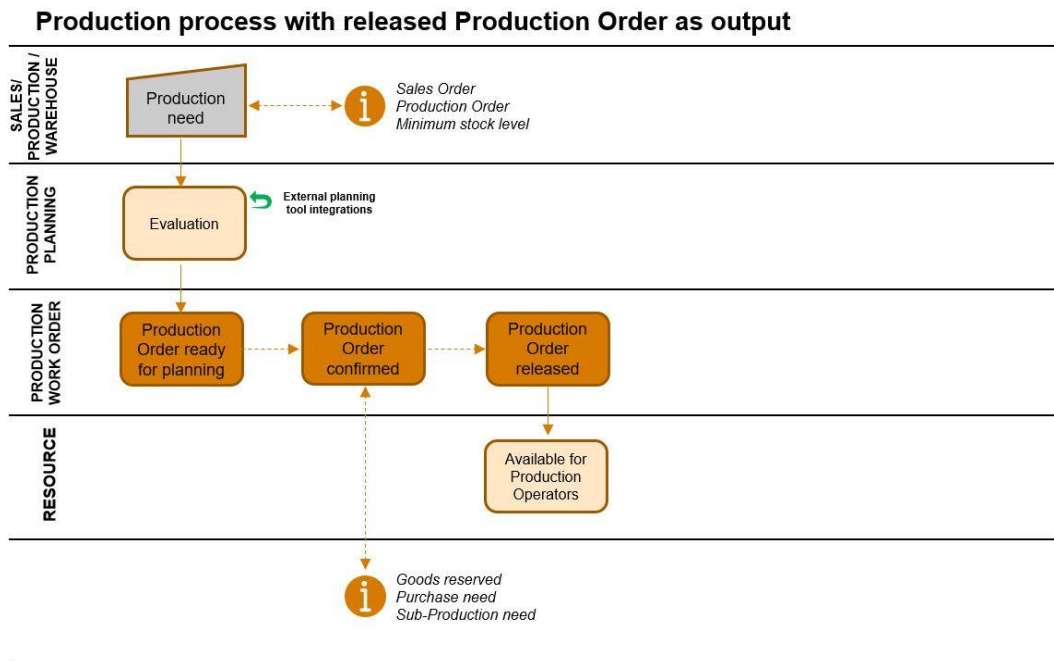 Production process with released Production Order as output
SALES/
PRODUCTION /
WAREHOUSE
Production
need
Sales Order
Production Order
Minimum stock level
PRODUCTION
PLANNING
Evaluation
External planning
tool integrations
PRODUCTION
WORK ORDER
Production
Order ready
for planning
Production
Order
confirmed
Production
Order
released
RESOURCE
Available for
Production
Operators
Goods reserved
Purchase need
Sub-Production need